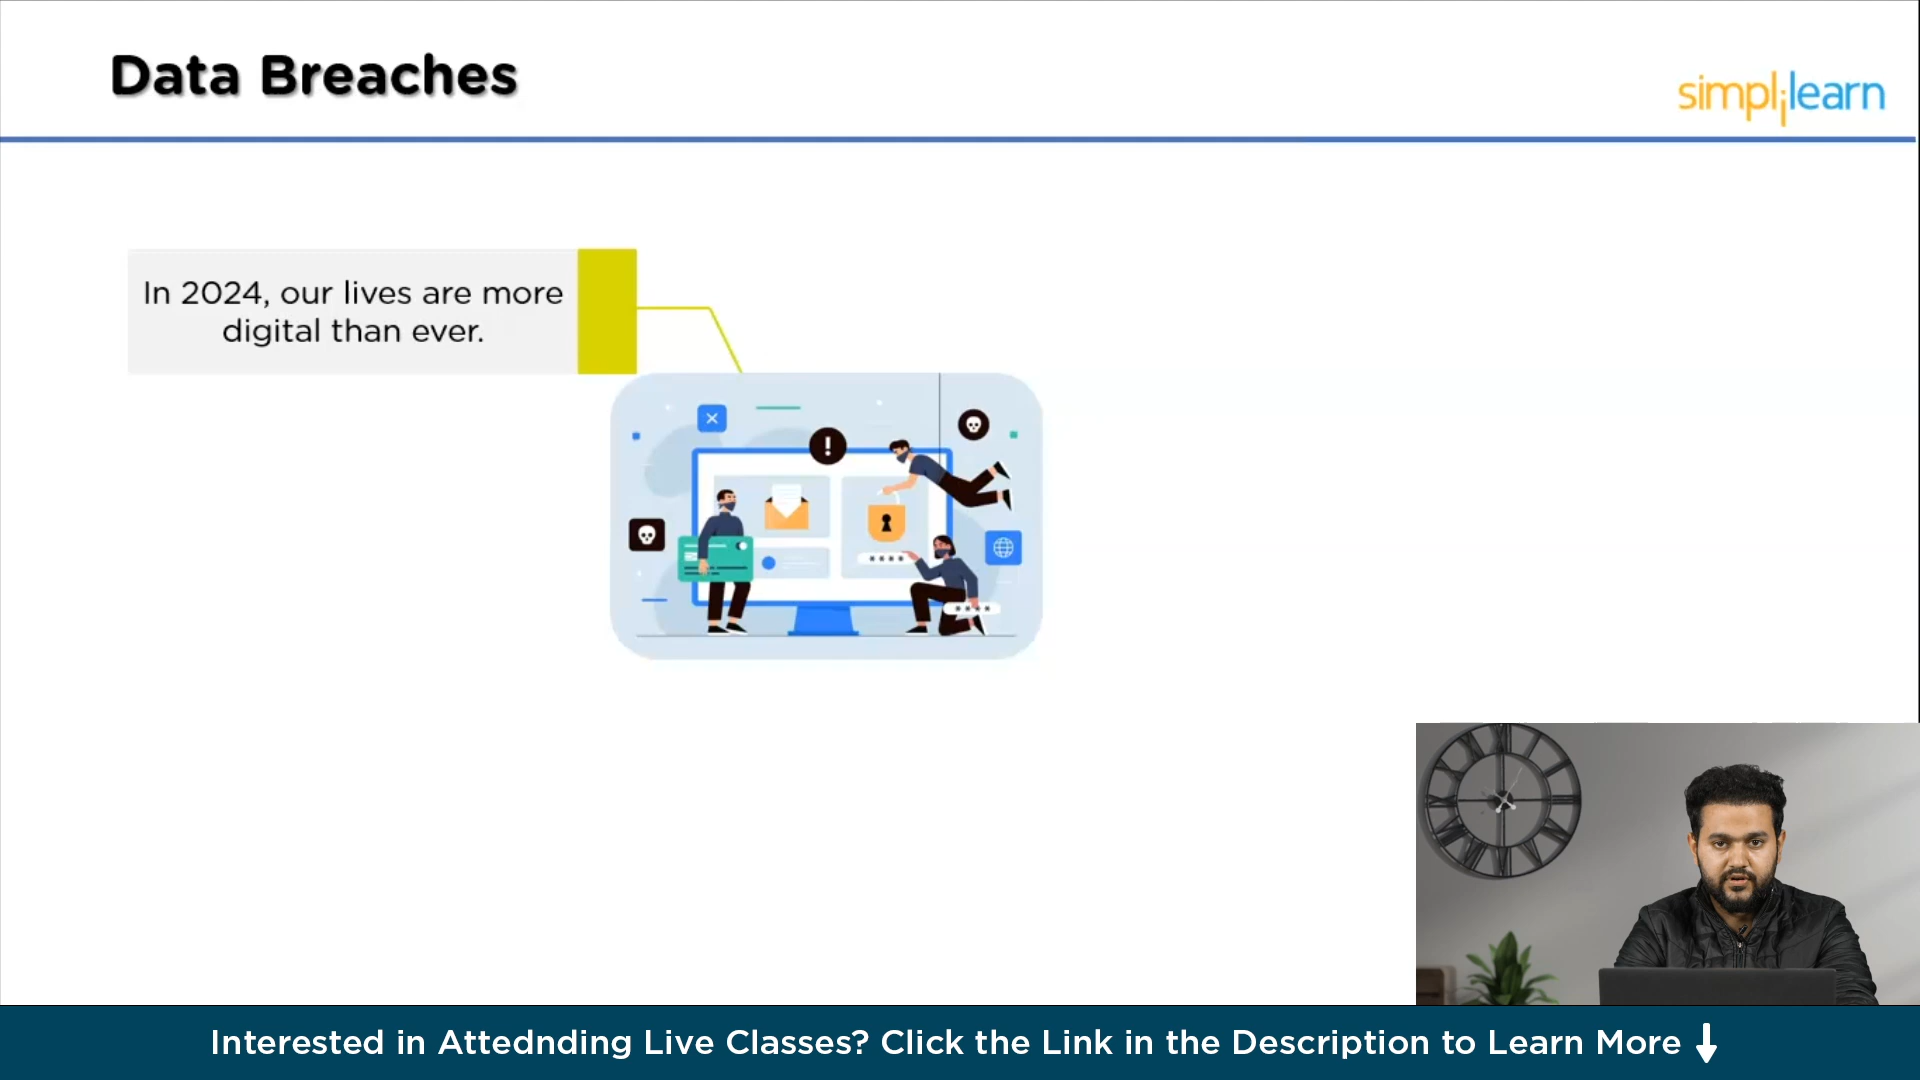 Data Breaches
simplilearn
In 2024, our lives are more
digital than ever.
Interested in Attednding Live Classes? Click the Link in the Description to Learn More